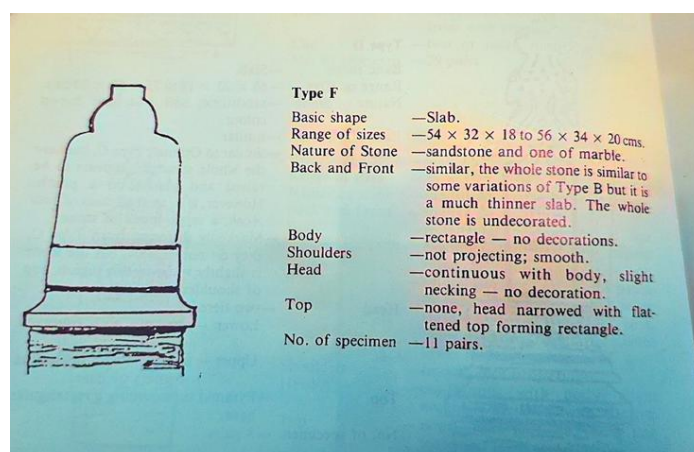 Type F
Basic shape —Slab.
Range of sizes —54 × 32 × 18 to 56 × 34 × 20 cms.
Nature of Stone —sandstone and one of marble.
Back and Front —similar, the whole stone is similar to
some variations of Type B but it is
a much thinner slab. The whole
stone is undecorated.
Body —rectangle — no decorations.
Shoulders —not projecting; smooth.
Head —continuous with body, slight
necking — no decoration.
Top —none, head narrowed with flat-
tened top forming rectangle.
No. of specimen —11 pairs.